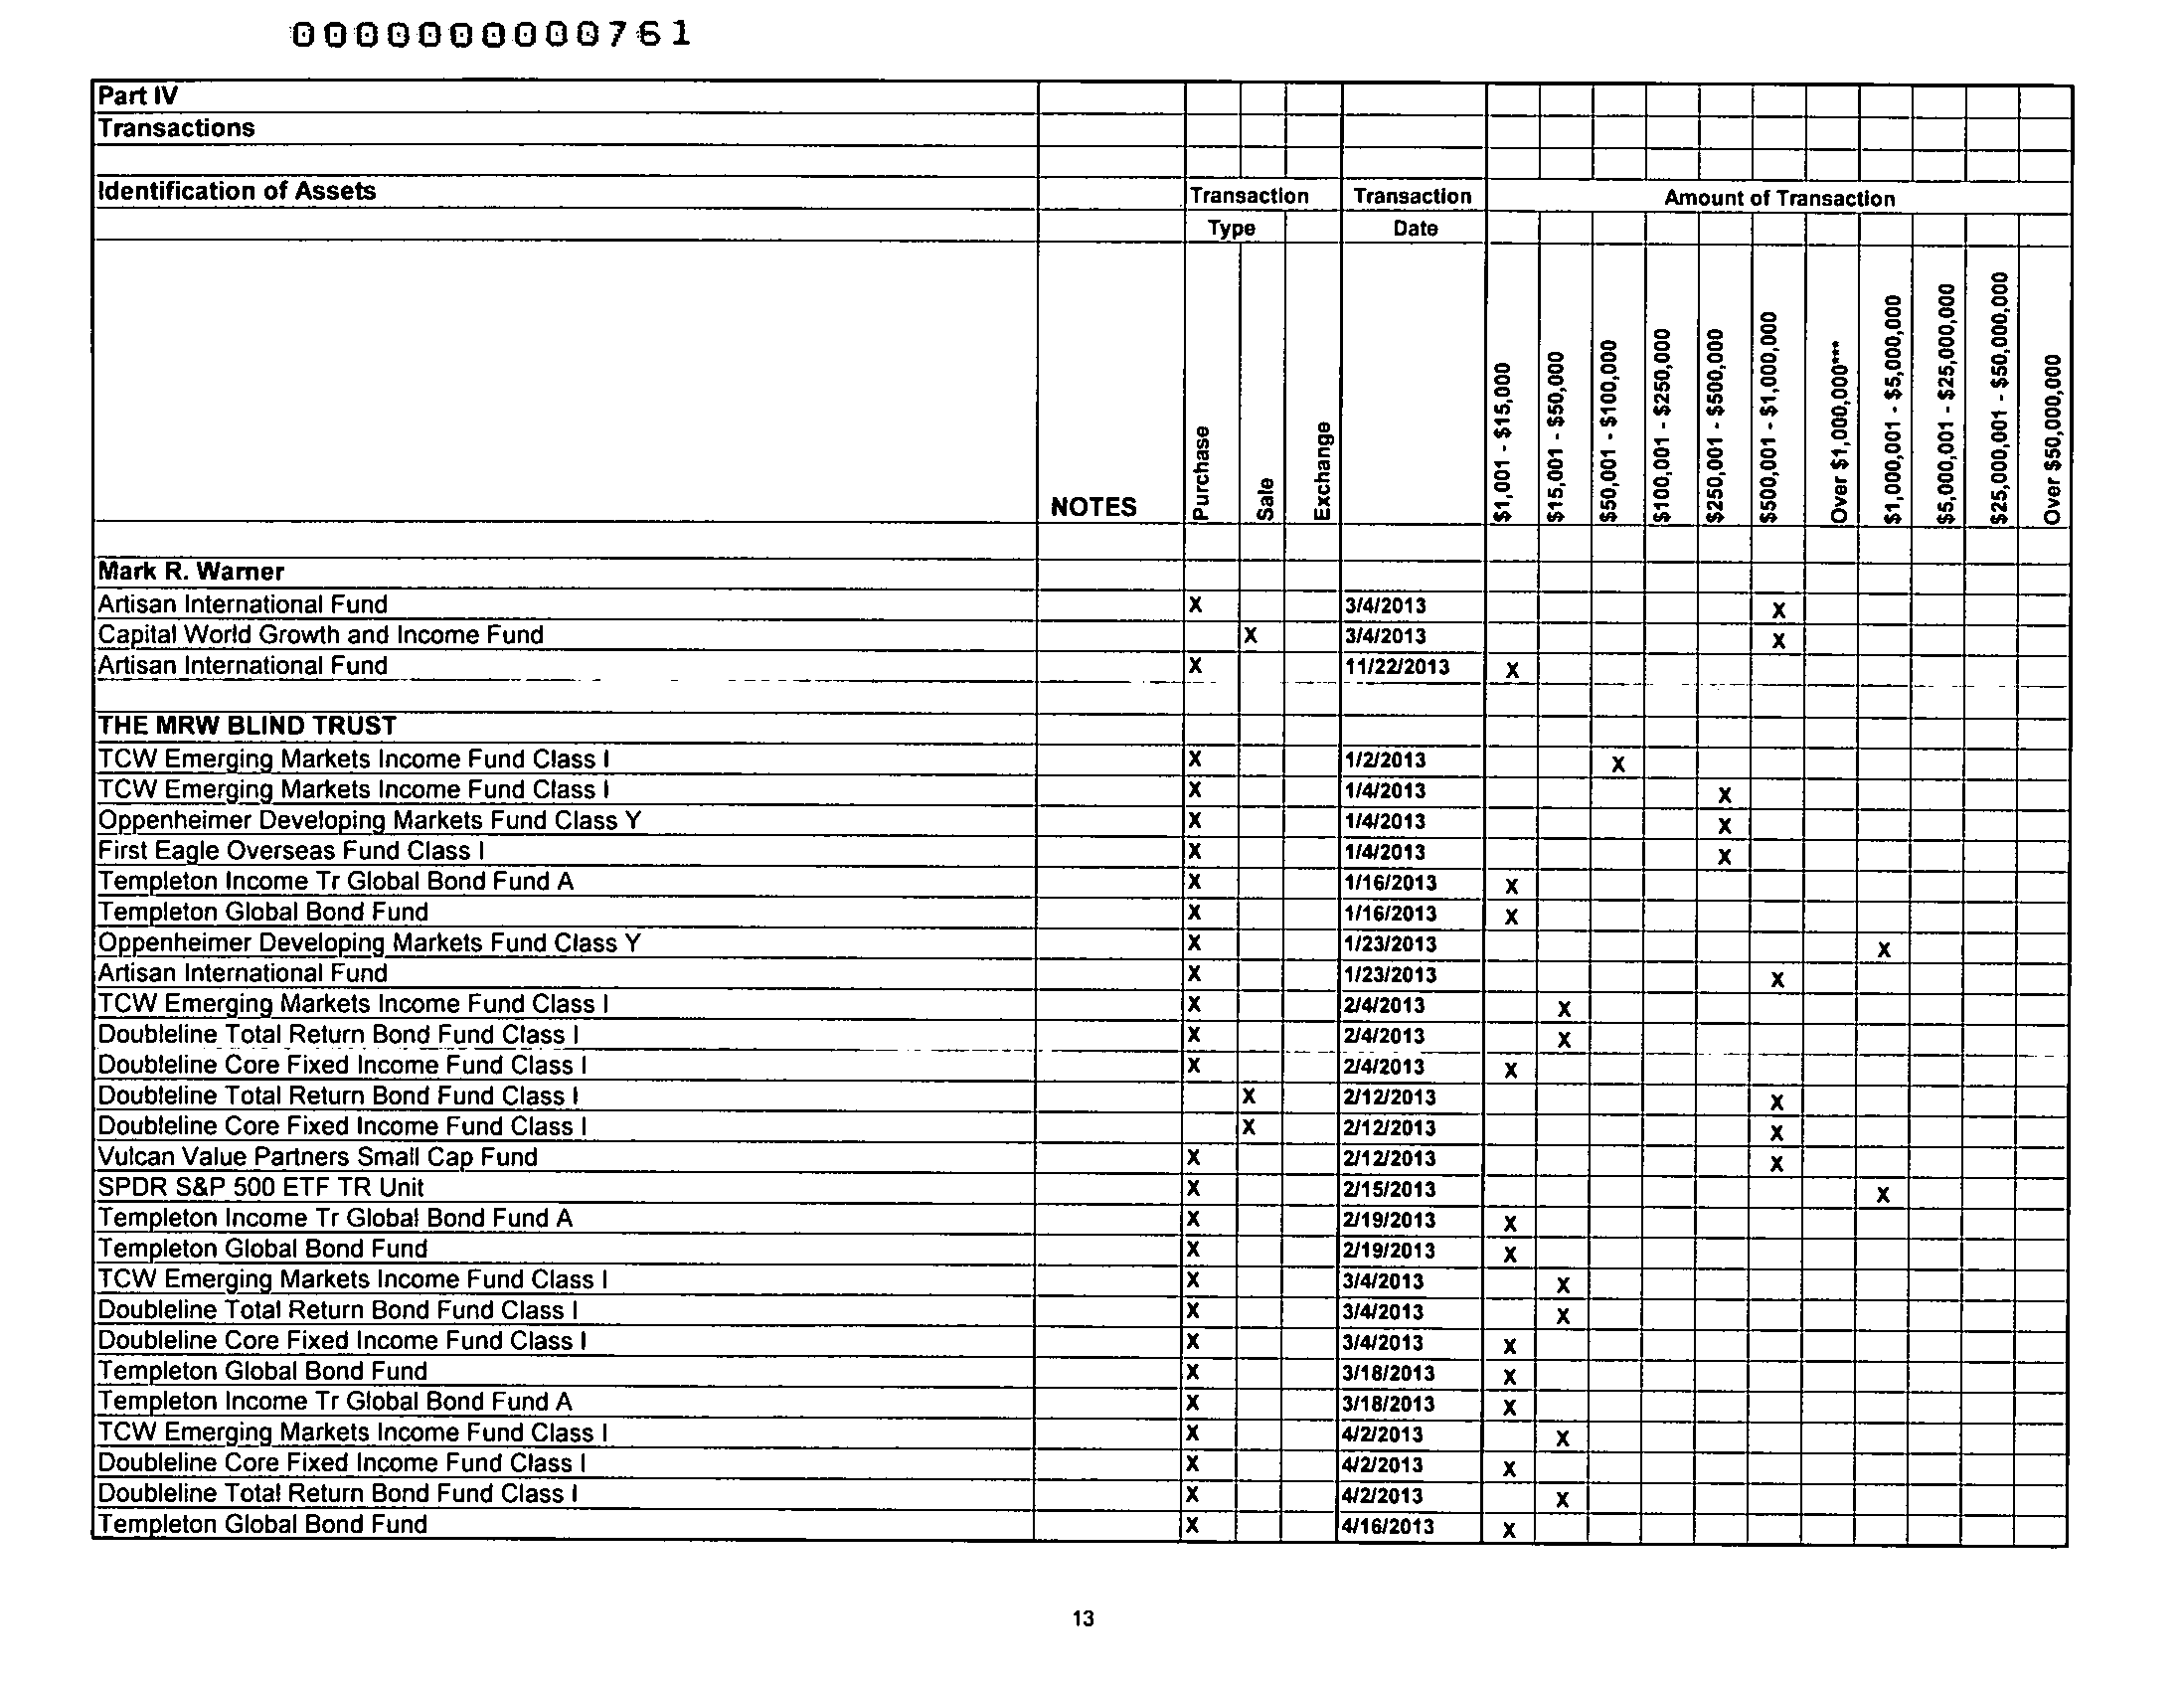 0000000000761
Part IV
Transactions
Identification of Assets Transaction Transaction Amount of Transaction
Type Date
NOTES Purchase Sale Exchange $1,001 - $15,000 $15,001 - $50,000 $50,001 - $100,000 $100,001 - $250,000 $250,001 - $500,000 $500,001 - $1,000,000 Over $1,000,000*** $1,000,001 - $5,000,000 $5,000,001 - $25,000,000 $25,000,001 - $50,000,000 Over $50,000,000
Mark R. Warner
Artisan International Fund X 3/4/2013 X
Capital World Growth and Income Fund X 3/4/2013 X
Artisan International Fund X 11/22/2013 X
THE MRW BLIND TRUST
TCW Emerging Markets Income Fund Class I X 1/2/2013 X
TCW Emerging Markets Income Fund Class I X 1/4/2013 X
Oppenheimer Developing Markets Fund Class Y X 1/4/2013 X
First Eagle Overseas Fund Class I X 1/4/2013 X
Templeton Income Tr Global Bond Fund A X 1/16/2013 X
Templeton Global Bond Fund X 1/16/2013 X
Oppenheimer Developing Markets Fund Class Y X 1/23/2013 X
Artisan International Fund X 1/23/2013 X
TCW Emerging Markets Income Fund Class I X 2/4/2013 X
Doubleline Total Return Bond Fund Class I X 2/4/2013 X
Doubleline Core Fixed Income Fund Class I X 2/4/2013 X
Doubleline Total Return Bond Fund Class I X 2/12/2013 X
Doubleline Core Fixed Income Fund Class I X 2/12/2013 X
Vulcan Value Partners Small Cap Fund X 2/12/2013 X
SPDR S&P 500 ETF TR Unit X 2/15/2013 X
Templeton Income Tr Global Bond Fund A X 2/19/2013 X
Templeton Global Bond Fund X 2/19/2013 X
TCW Emerging Markets Income Fund Class I X 3/4/2013 X
Doubleline Total Return Bond Fund Class I X 3/4/2013 X
Doubleline Core Fixed Income Fund Class I X 3/4/2013 X
Templeton Global Bond Fund X 3/18/2013 X
Templeton Income Tr Global Bond Fund A X 3/18/2013 X
TCW Emerging Markets Income Fund Class I X 4/2/2013 X
Doubleline Core Fixed Income Fund Class I X 4/2/2013 X
Doubleline Total Return Bond Fund Class I X 4/2/2013 X
Templeton Global Bond Fund X 4/16/2013 X
13